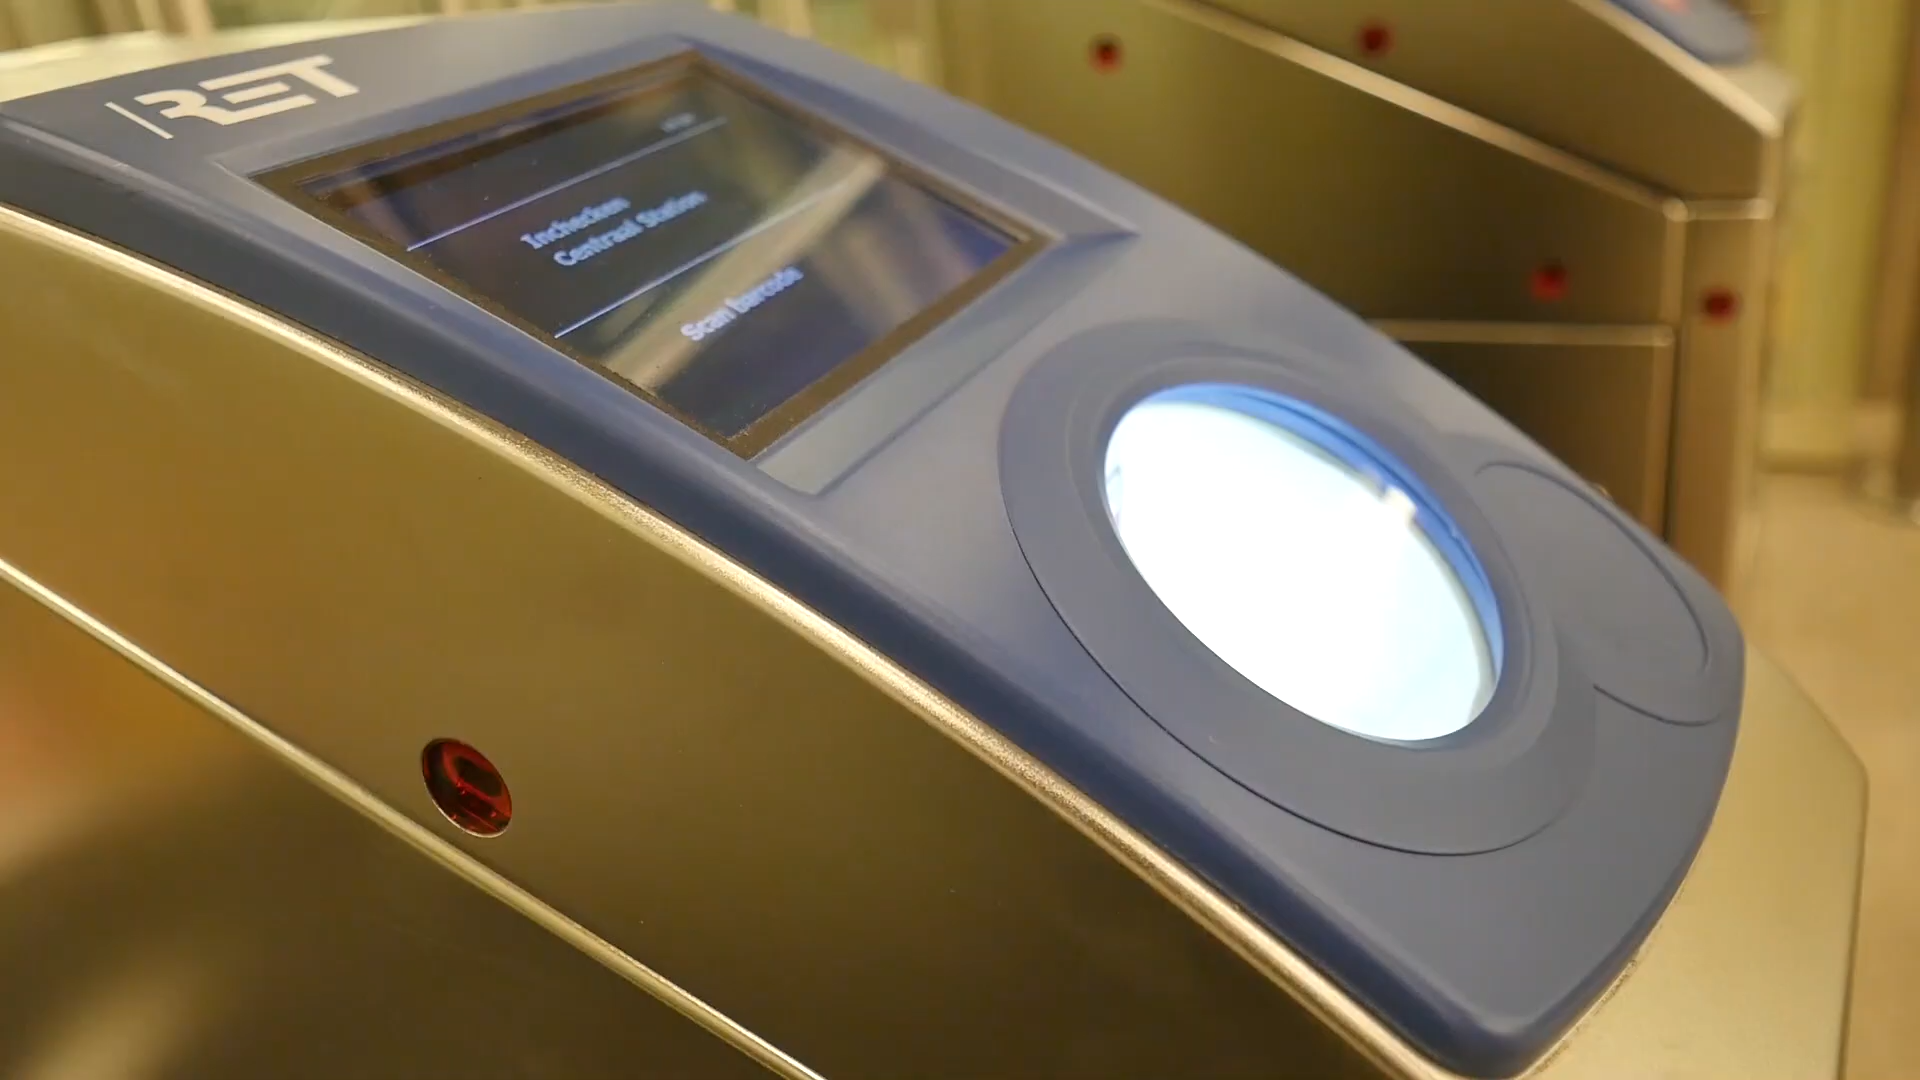 RET
Inchecken
Centraal Station
Scan barcode